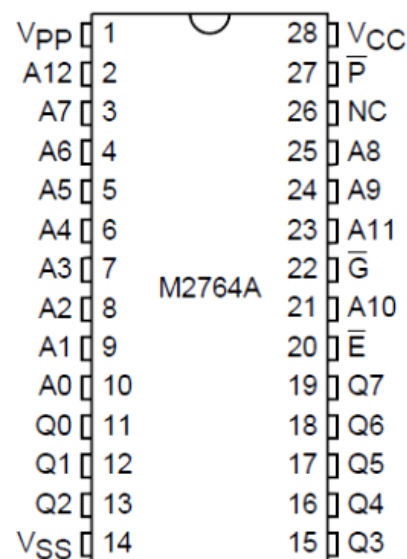 VPP 1 28 VCC
A12 2 27 P̅
A7 3 26 NC
A6 4 25 A8
A5 5 24 A9
A4 6 23 A11
A3 7 22 G̅
M2764A
A2 8 21 A10
A1 9 20 E̅
A0 10 19 Q7
Q0 11 18 Q6
Q1 12 17 Q5
Q2 13 16 Q4
VSS 14 15 Q3